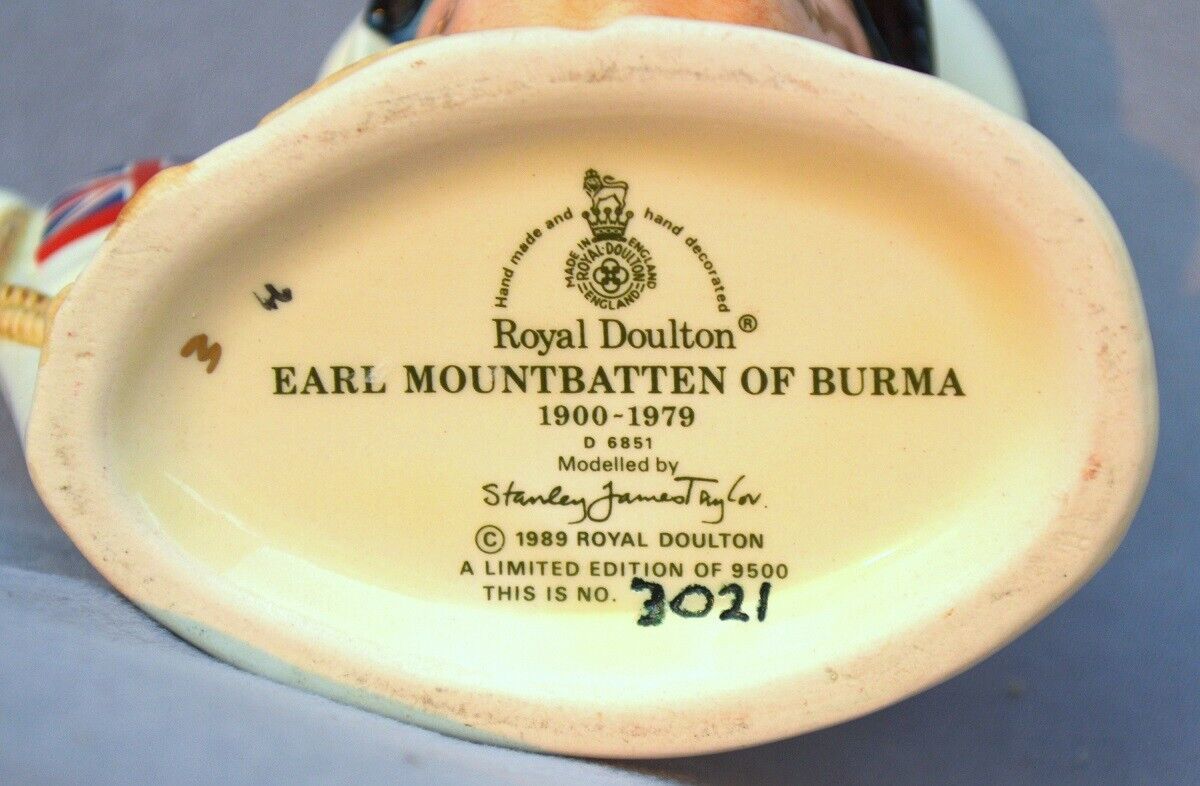 Hand made and hand decorated
MADE IN ENGLAND
ROYAL·DOULTON
ENGLAND
Royal Doulton®
EARL MOUNTBATTEN OF BURMA
1900-1979
D 6851
Modelled by
Stanley James Taylor.
© 1989 ROYAL DOULTON
A LIMITED EDITION OF 9500
THIS IS NO. 3021